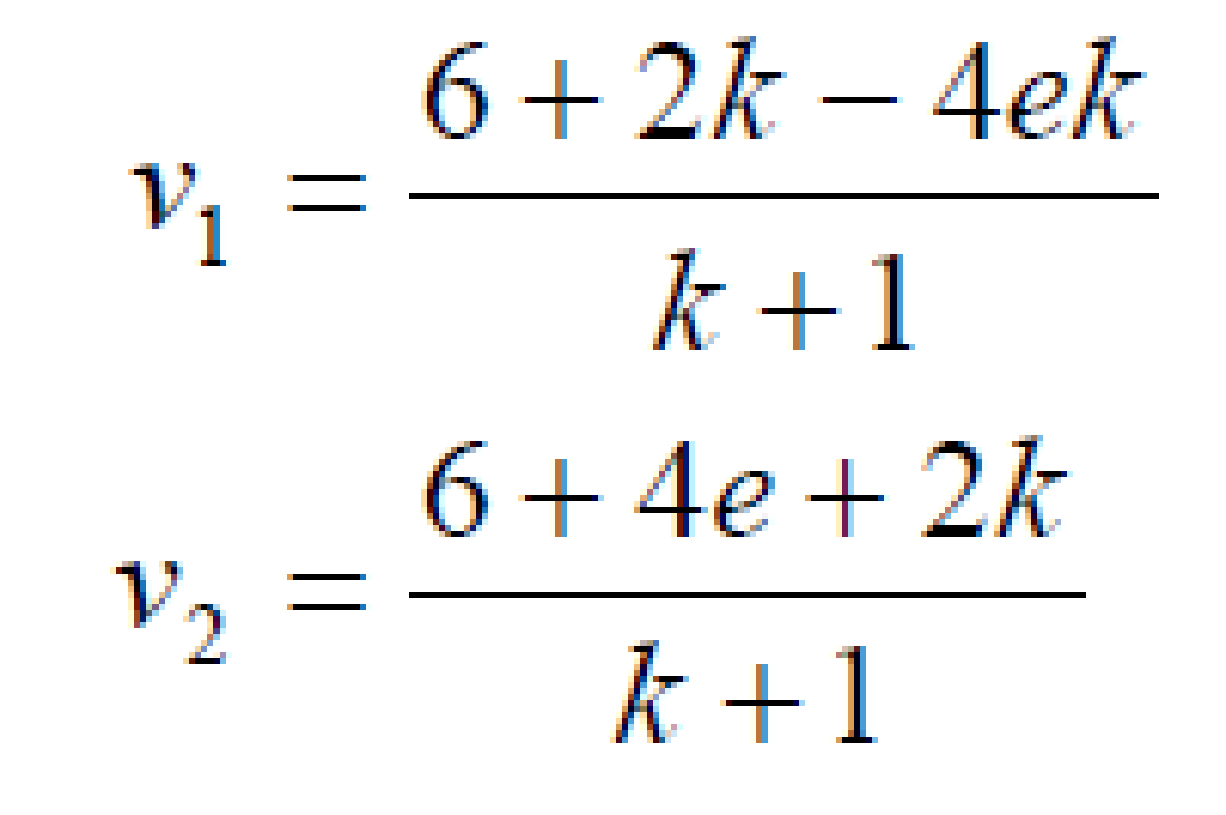 v₁ = (6 + 2k − 4ek) / (k + 1)
v₂ = (6 + 4e + 2k) / (k + 1)